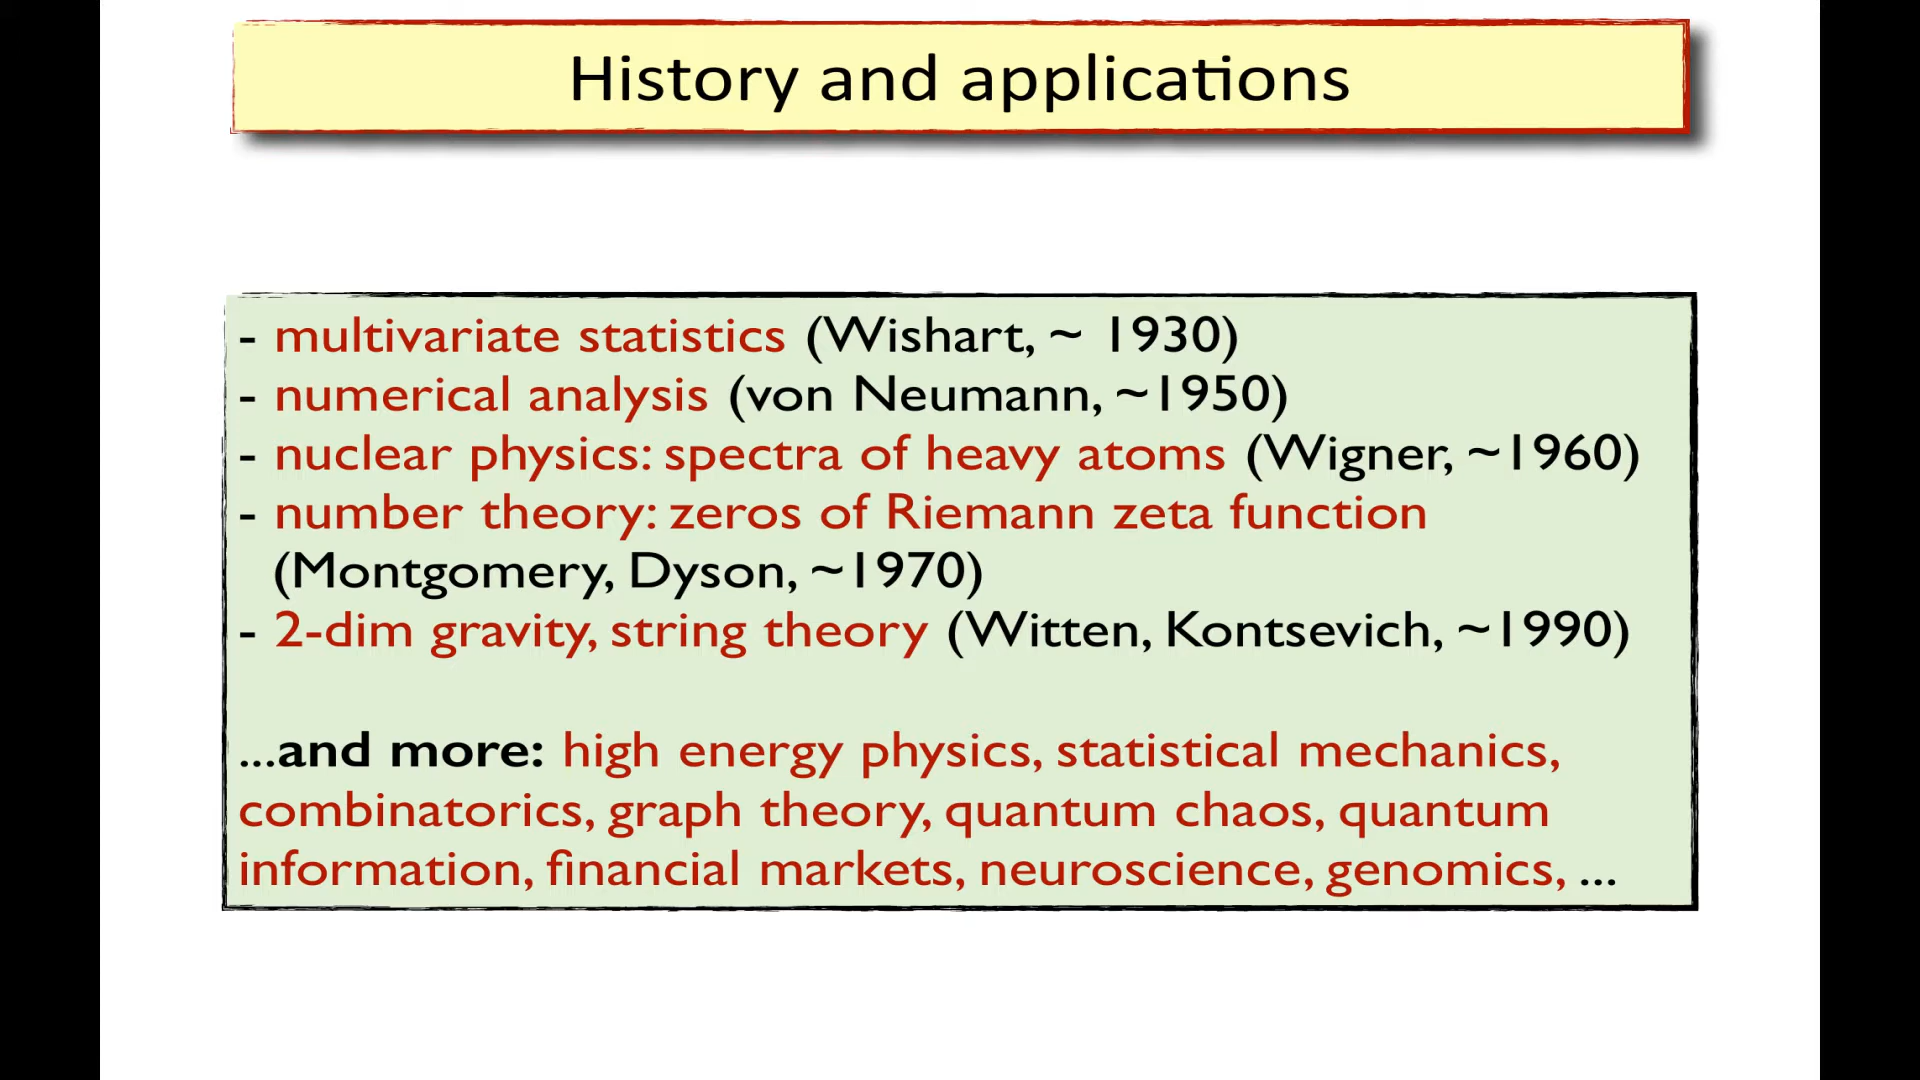 History and applications
- multivariate statistics (Wishart, ~ 1930)
- numerical analysis (von Neumann, ~1950)
- nuclear physics: spectra of heavy atoms (Wigner, ~1960)
- number theory: zeros of Riemann zeta function
(Montgomery, Dyson, ~1970)
- 2-dim gravity, string theory (Witten, Kontsevich, ~1990)
...and more: high energy physics, statistical mechanics,
combinatorics, graph theory, quantum chaos, quantum
information, financial markets, neuroscience, genomics, ...